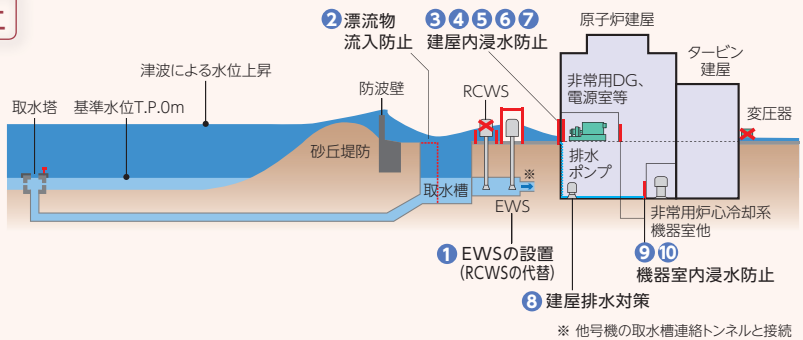 ② 漂流物
流入防止
③ ④ ⑤ ⑥ ⑦
建屋内浸水防止
原子炉建屋
タービン
建屋
津波による水位上昇
防波壁
RCWS
非常用DG、
電源室等
取水塔
基準水位T.P.0m
変圧器
砂丘堤防
排水
ポンプ
取水槽
※
EWS
非常用炉心冷却系
機器室他
① EWSの設置
(RCWSの代替)
⑨ ⑩
機器室内浸水防止
⑧ 建屋排水対策
※ 他号機の取水槽連絡トンネルと接続